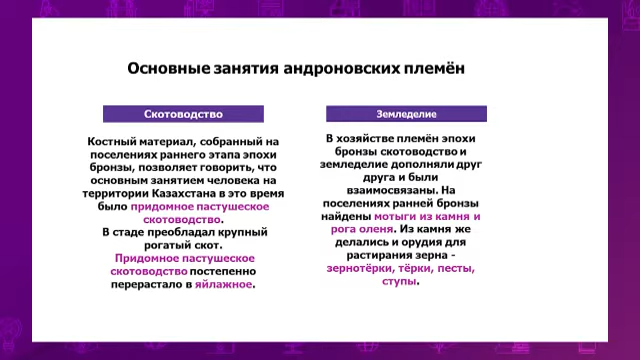 Основные занятия андроновских племён
Скотоводство
Костный материал, собранный на
поселениях раннего этапа эпохи
бронзы, позволяет говорить, что
основным занятием человека на
территории Казахстана в это время
было придомное пастушеское
скотоводство.
В стаде преобладал крупный
рогатый скот.
Придомное пастушеское
скотоводство постепенно
перерастало в яйлажное.
Земледелие
В хозяйстве племён эпохи
бронзы скотоводство и
земледелие дополняли друг
друга и были
взаимосвязаны. На
поселениях ранней бронзы
найдены мотыги из камня и
рога оленя. Из камня же
делались и орудия для
растирания зерна -
зернотёрки, тёрки, песты,
ступы.